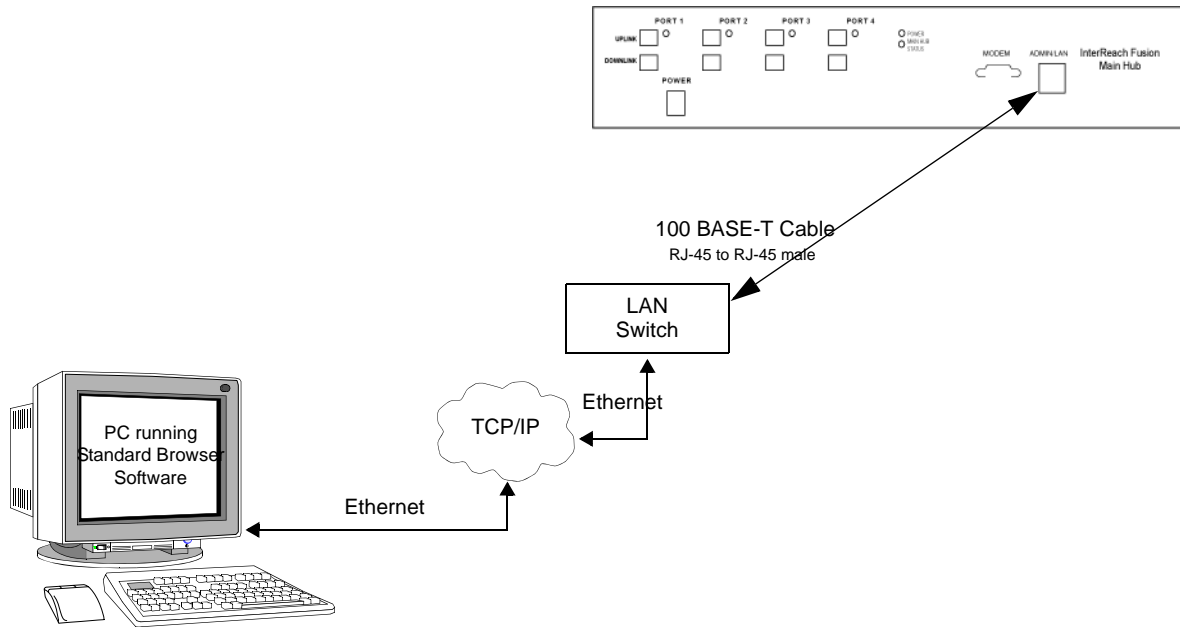 PORT 1 PORT 2 PORT 3 PORT 4
UPLINK
DOWNLINK
POWER
MAIN HUB
STATUS
POWER
MODEM
ADMIN/LAN
InterReach Fusion
Main Hub
100 BASE-T Cable
RJ-45 to RJ-45 male
LAN
Switch
Ethernet
TCP/IP
PC running
Standard Browser
Software
Ethernet